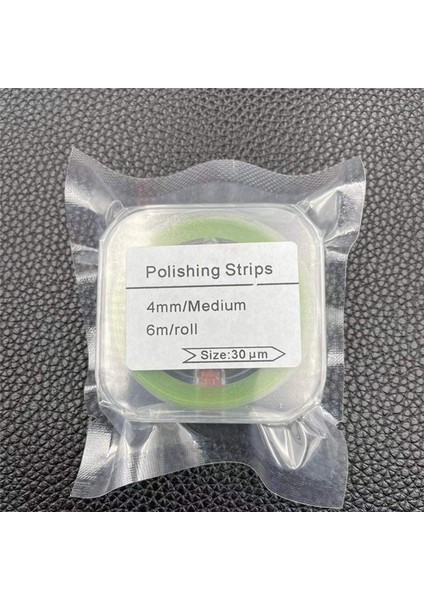 Polishing Strips
4mm/Medium
6m/roll
Size:30 μm